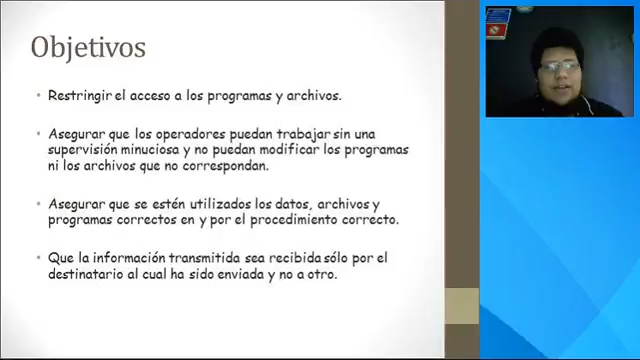 Objetivos
• Restringir el acceso a los programas y archivos.
• Asegurar que los operadores puedan trabajar sin una
supervisión minuciosa y no puedan modificar los programas
ni los archivos que no correspondan.
• Asegurar que se estén utilizados los datos, archivos y
programas correctos en y por el procedimiento correcto.
• Que la información transmitida sea recibida sólo por el
destinatario al cual ha sido enviada y no a otro.